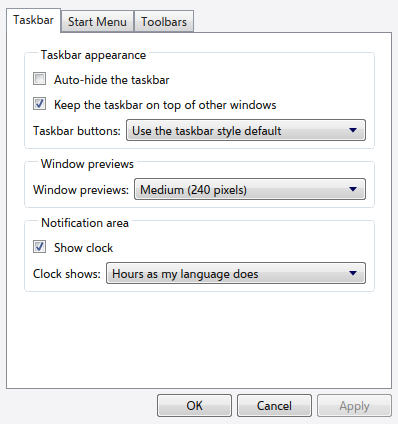 Taskbar Start Menu Toolbars
Taskbar appearance
Auto-hide the taskbar
Keep the taskbar on top of other windows
Taskbar buttons: Use the taskbar style default
Window previews
Window previews: Medium (240 pixels)
Notification area
Show clock
Clock shows: Hours as my language does
OK Cancel Apply